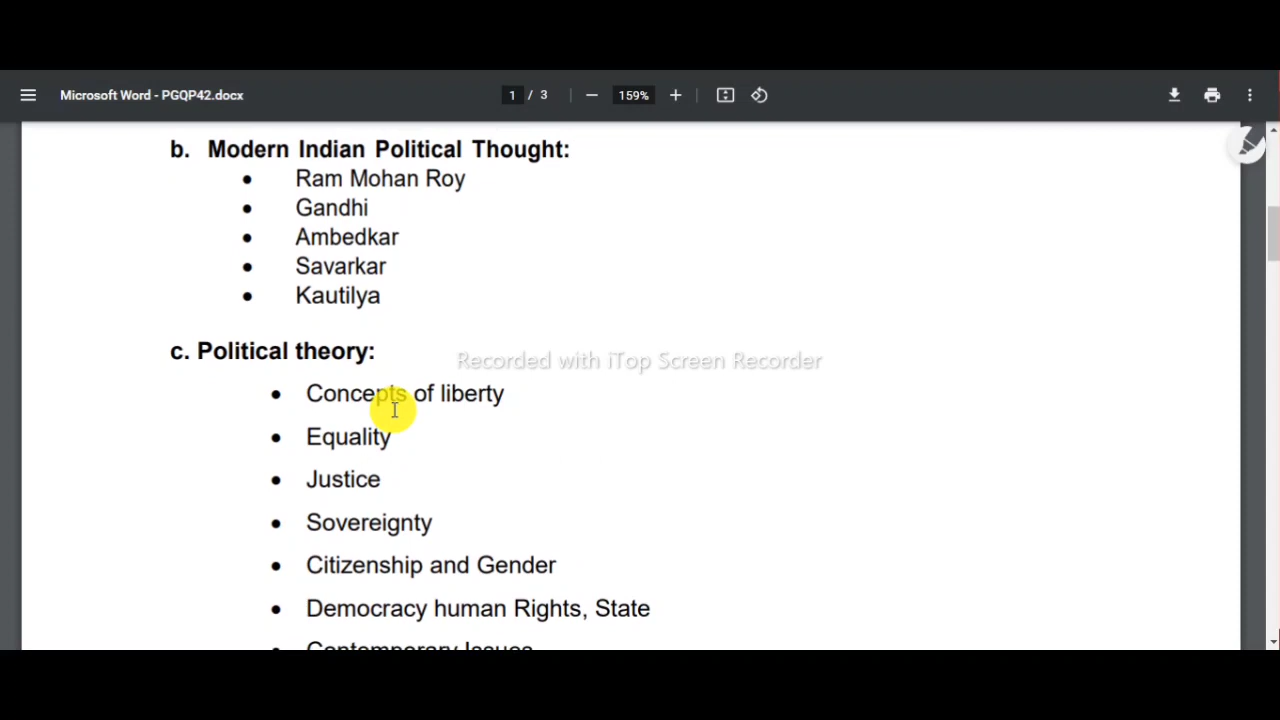 Microsoft Word - PGQP42.docx
1 / 3
159%
b. Modern Indian Political Thought:
• Ram Mohan Roy
• Gandhi
• Ambedkar
• Savarkar
• Kautilya
c. Political theory:
Recorded with iTop Screen Recorder
• Concepts of liberty
• Equality
• Justice
• Sovereignty
• Citizenship and Gender
• Democracy human Rights, State
• Contemporary Issues